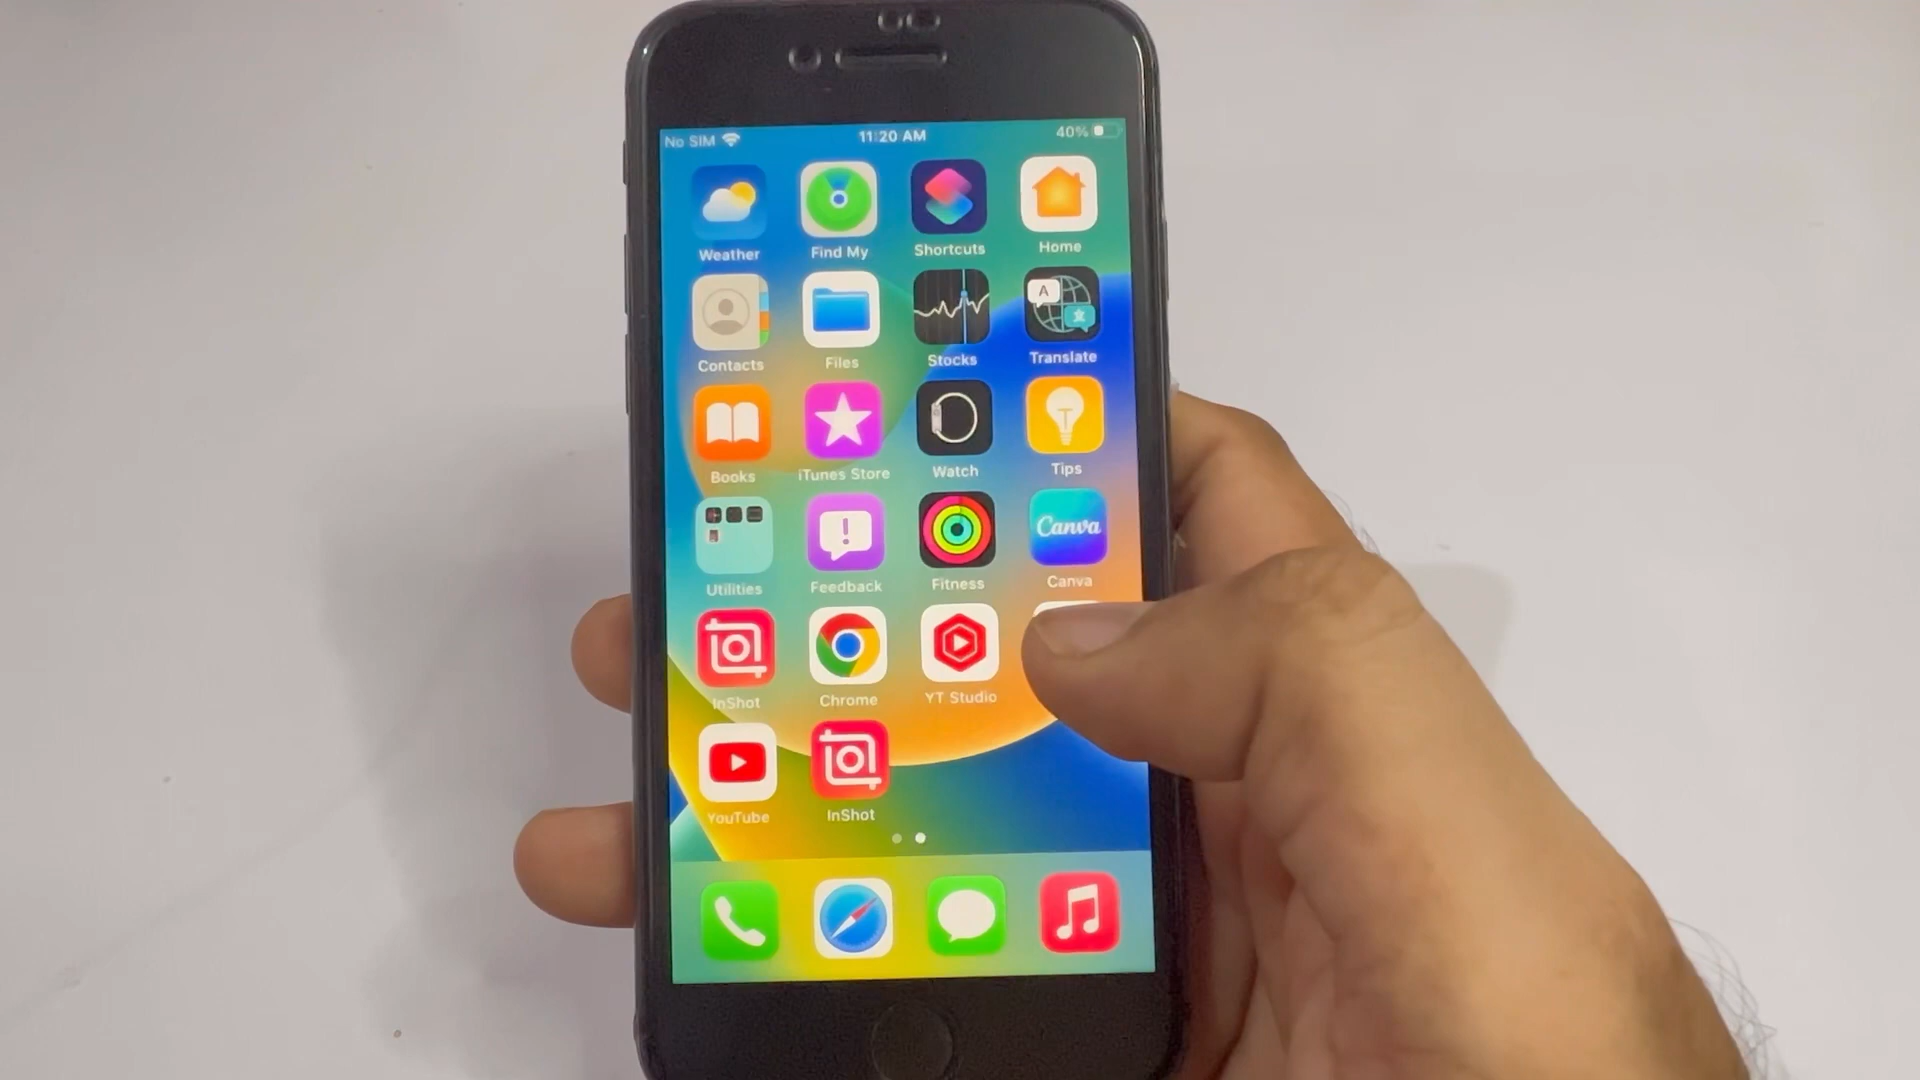 No SIM 11:20 AM 40%
Weather Find My Shortcuts Home
A
Contacts Files Stocks Translate
Books iTunes Store Watch Tips
Canva
Utilities Feedback Fitness Canva
InShot Chrome YT Studio
YouTube InShot